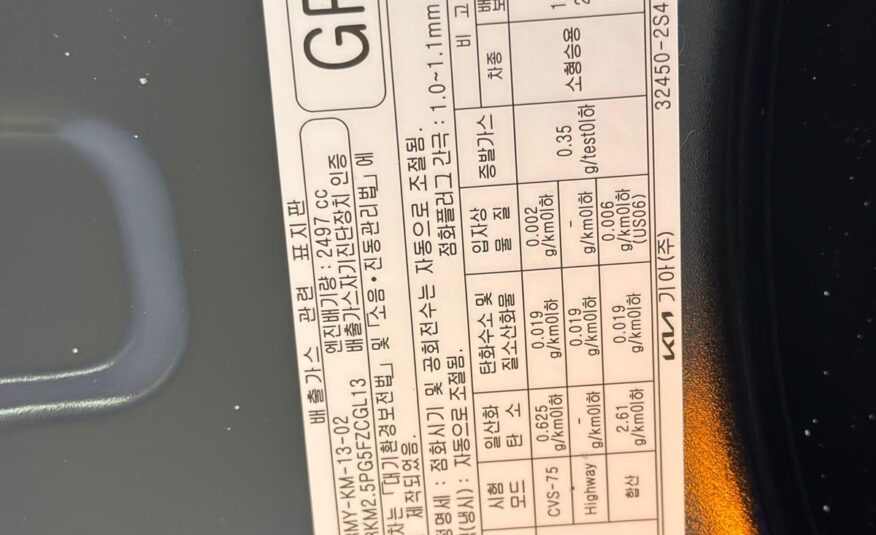 배출가스 관련 표지판
MY-KM-13-02 엔진배기량 : 2497 cc
RKM2.5PG5FZCGL13 배출가스자기진단장치 인증
차는 「대기환경보전법」 및 「소음·진동관리법」에
제작되었음.
정명세 : 점화시기 및 공회전수는 자동으로 조절됨.
(냉시) : 자동으로 조절됨. 점화플러그 간극 : 1.0~1.1mm
시험 모드 일산화 탄소 탄화수소 및 질소산화물 입자상 물질 증발가스 차종 비고
CVS-75 0.625 g/km이하 0.019 g/km이하 0.002 g/km이하 0.35 g/test이하 소형승용
Highway - g/km이하 0.019 g/km이하 - g/km이하
합산 2.61 g/km이하 0.019 g/km이하 0.006 g/km이하 (US06)
KIA 기아(주) 32450-2S4